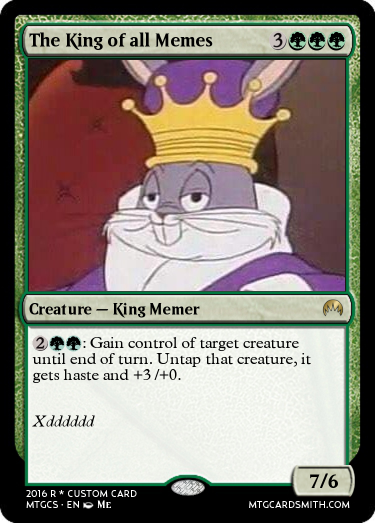 The King of all Memes 3
Creature — King Memer
2: Gain control of target creature
until end of turn. Untap that creature, it
gets haste and +3/+0.
Xdddddd
7/6
2016 R * CUSTOM CARD
MTGCS · EN Me
MTGCARDSMITH.COM